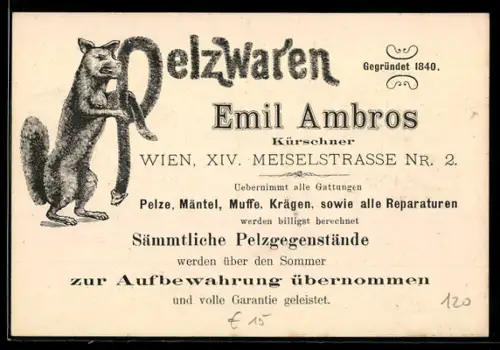 Pelzwaren
Gegründet 1840.
Emil Ambros
Kürschner
WIEN, XIV. MEISELSTRASSE NR. 2.
Uebernimmt alle Gattungen
Pelze, Mäntel, Muffe, Krägen, sowie alle Reparaturen
werden billigst berechnet
Sämmtliche Pelzgegenstände
werden über den Sommer
zur Aufbewahrung übernommen
und volle Garantie geleistet.
120
€ 15